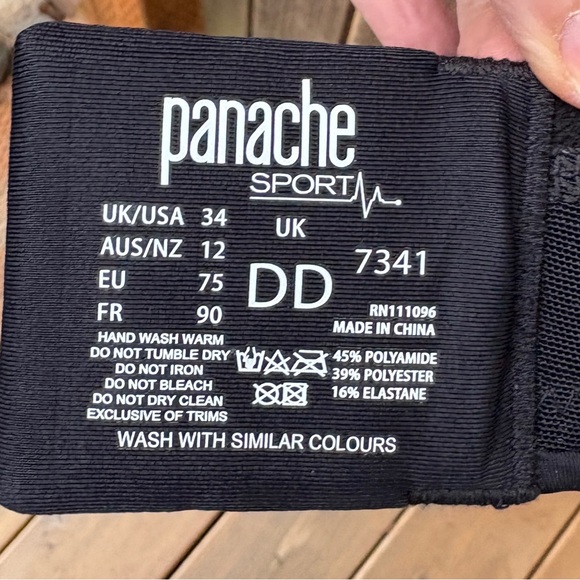 panache
SPORT
UK/USA 34
AUS/NZ 12
EU 75
FR 90
UK
DD
7341
RN111096
MADE IN CHINA
HAND WASH WARM
DO NOT TUMBLE DRY
DO NOT IRON
DO NOT BLEACH
DO NOT DRY CLEAN
EXCLUSIVE OF TRIMS
45% POLYAMIDE
39% POLYESTER
16% ELASTANE
WASH WITH SIMILAR COLOURS